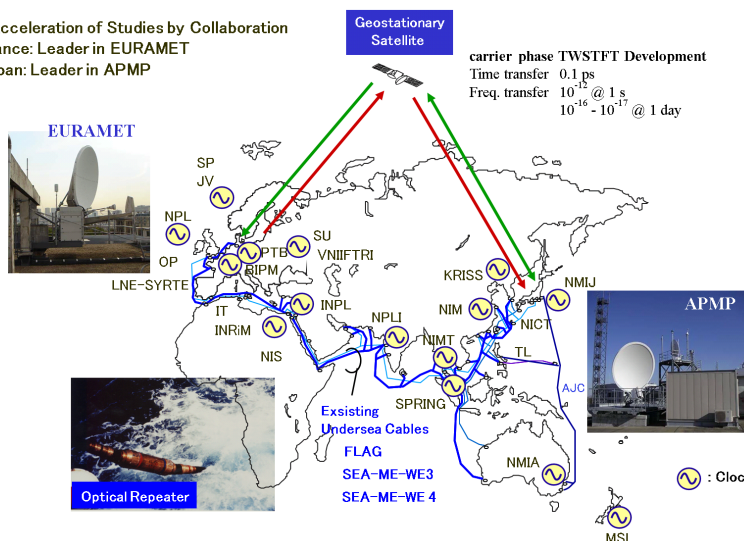 cceleration of Studies by Collaboration
ance: Leader in EURAMET
pan: Leader in APMP
Geostationary
Satellite
carrier phase TWSTFT Development
Time transfer 0.1 ps
Freq. transfer 10-12 @ 1 s
10-16 - 10-17 @ 1 day
EURAMET
SP
JV
NPL
OP
LNE-SYRTE
PTB
BIPM
SU
VNIIFTRI
IT
INRiM
NIS
INPL
NPLI
KRISS
NIM
NMIJ
NICT
NIMT
TL
SPRING
AJC
APMP
Exsisting
Undersea Cables
FLAG
SEA-ME-WE3
SEA-ME-WE 4
Optical Repeater
NMIA
MSL
: Cloc